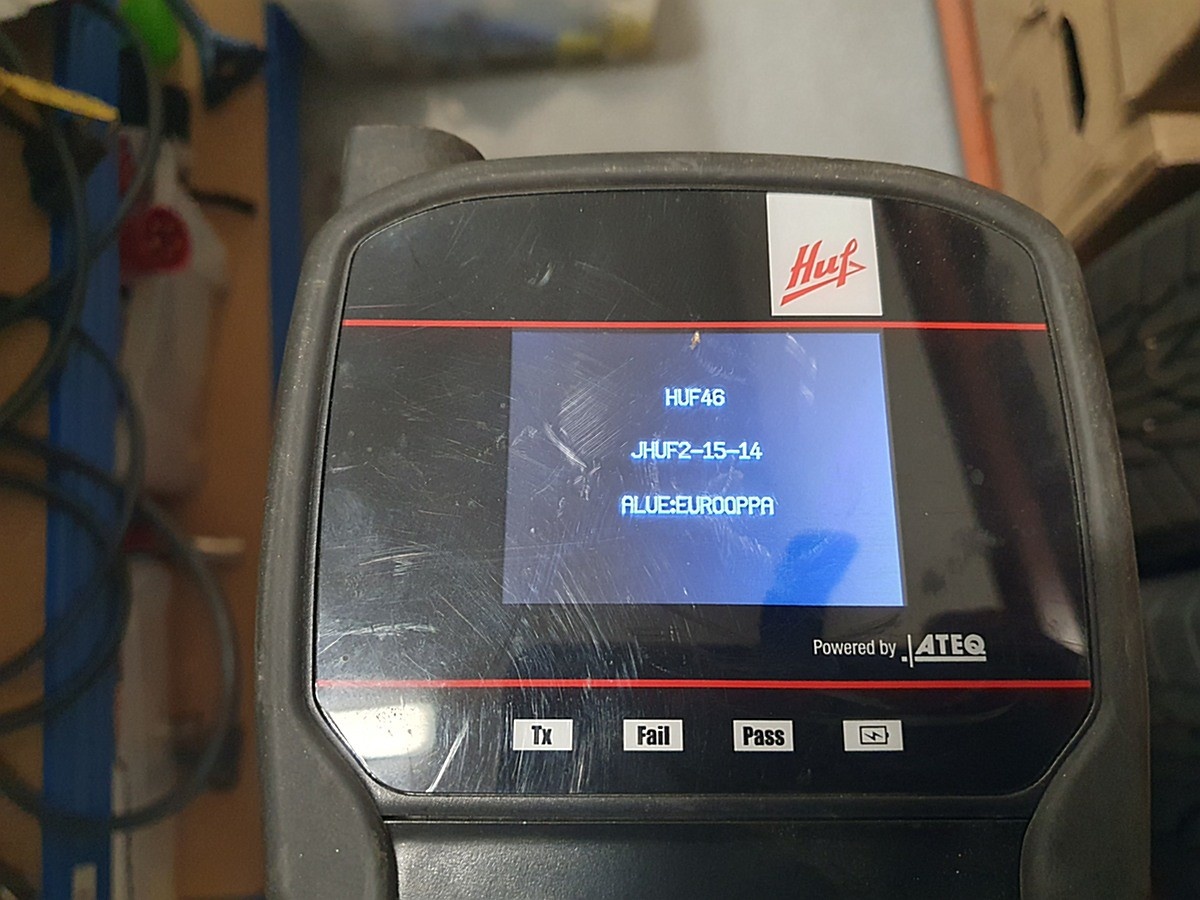 Huf
HUF46
JHUF2-15-14
ALUE:EUROOPPA
Powered by ATEQ
Tx Fail Pass